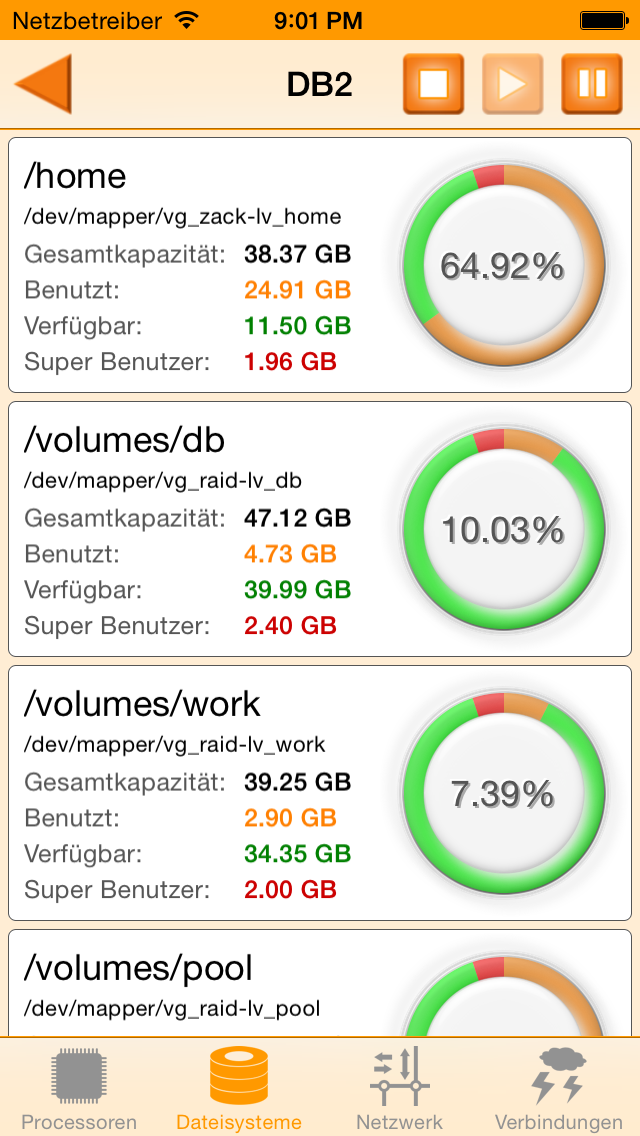 Netzbetreiber 9:01 PM
DB2
/home
/dev/mapper/vg_zack-lv_home
Gesamtkapazität: 38.37 GB
Benutzt: 24.91 GB
Verfügbar: 11.50 GB
Super Benutzer: 1.96 GB
64.92%
/volumes/db
/dev/mapper/vg_raid-lv_db
Gesamtkapazität: 47.12 GB
Benutzt: 4.73 GB
Verfügbar: 39.99 GB
Super Benutzer: 2.40 GB
10.03%
/volumes/work
/dev/mapper/vg_raid-lv_work
Gesamtkapazität: 39.25 GB
Benutzt: 2.90 GB
Verfügbar: 34.35 GB
Super Benutzer: 2.00 GB
7.39%
/volumes/pool
/dev/mapper/vg_raid-lv_pool
Processoren Dateisysteme Netzwerk Verbindungen